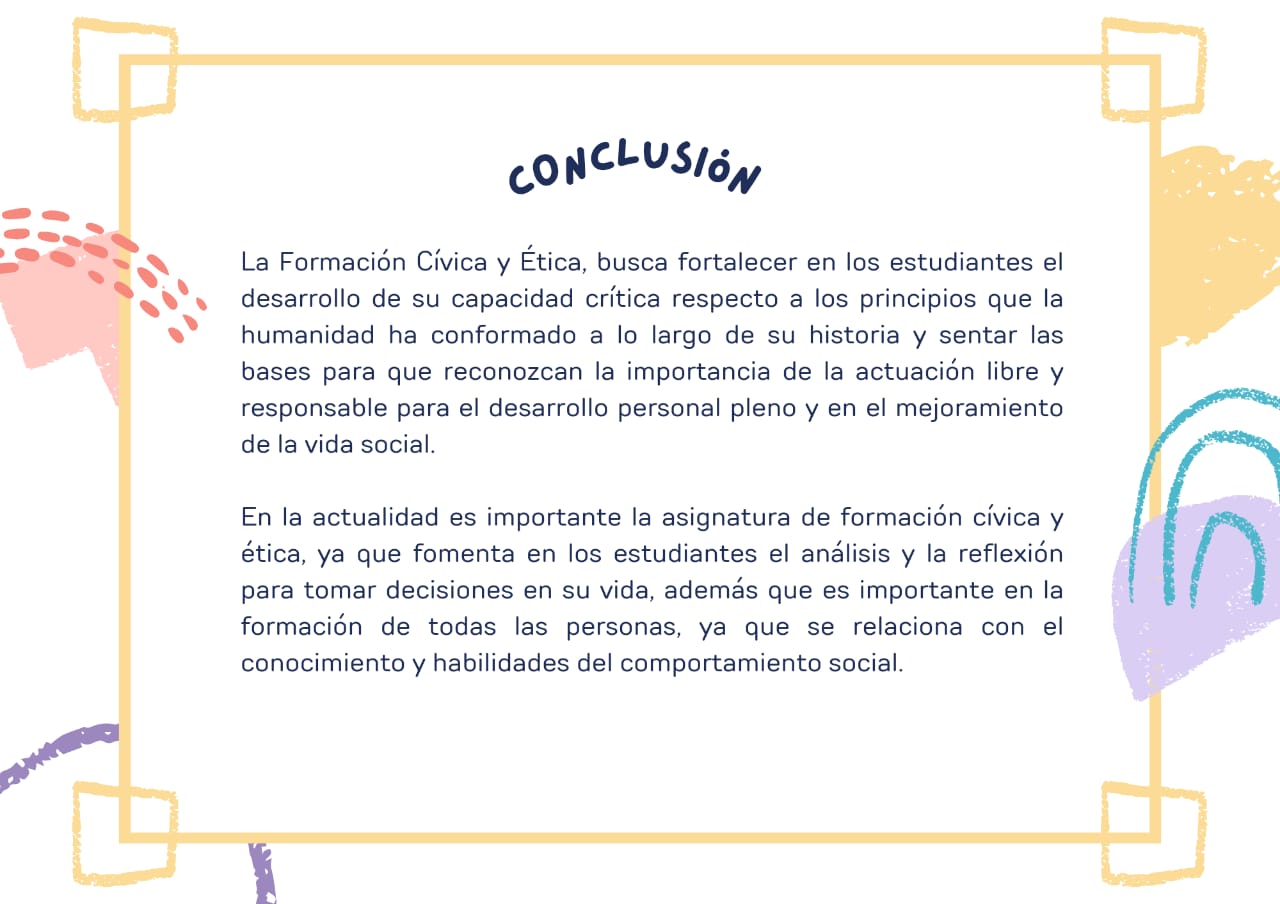 CONCLUSIÓN
La Formación Cívica y Ética, busca fortalecer en los estudiantes el
desarrollo de su capacidad crítica respecto a los principios que la
humanidad ha conformado a lo largo de su historia y sentar las
bases para que reconozcan la importancia de la actuación libre y
responsable para el desarrollo personal pleno y en el mejoramiento
de la vida social.
En la actualidad es importante la asignatura de formación cívica y
ética, ya que fomenta en los estudiantes el análisis y la reflexión
para tomar decisiones en su vida, además que es importante en la
formación de todas las personas, ya que se relaciona con el
conocimiento y habilidades del comportamiento social.